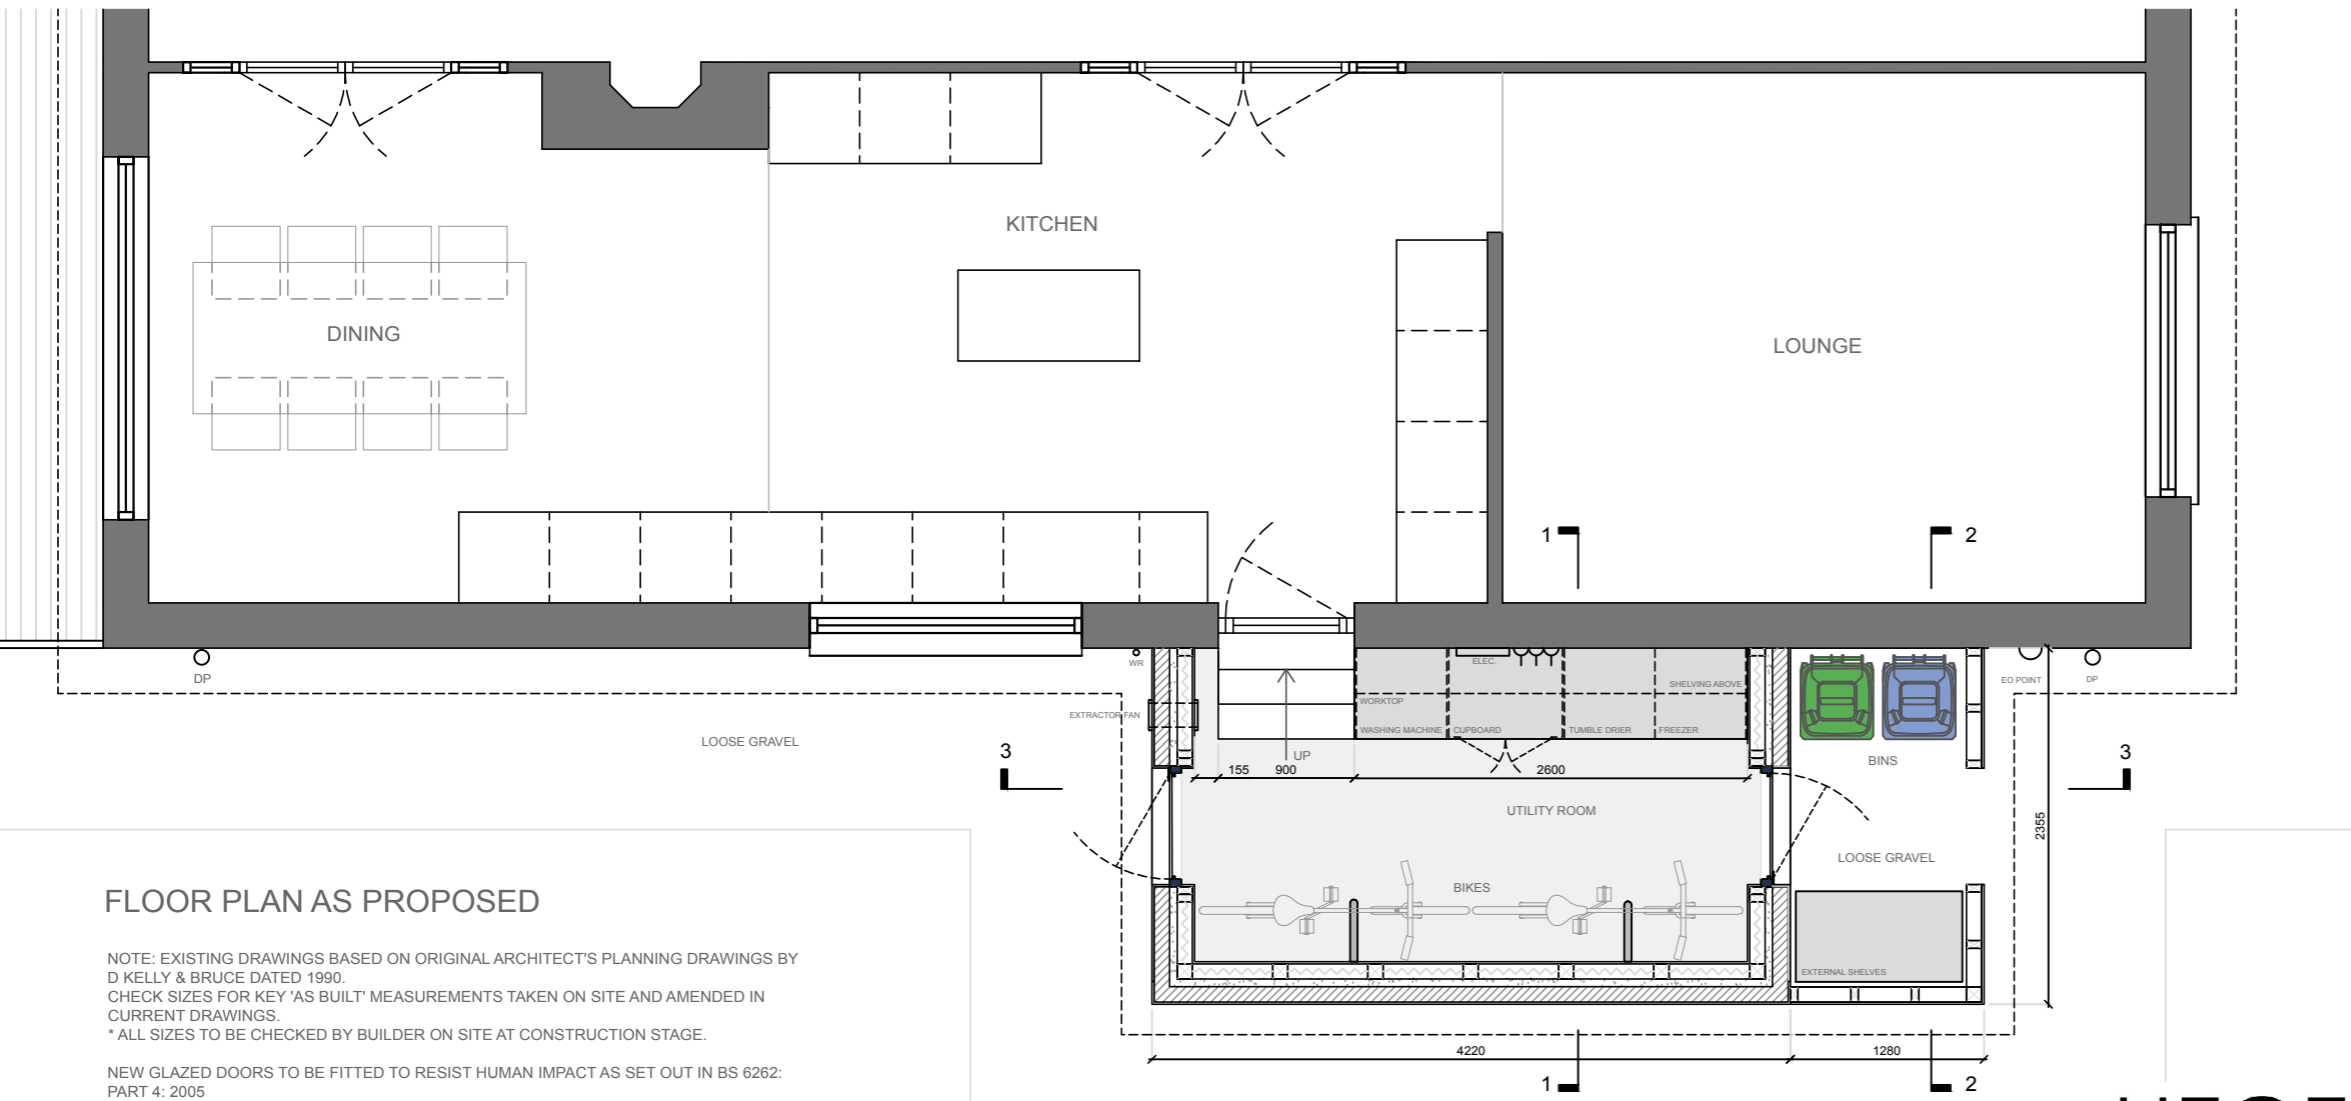 KITCHEN
DINING
LOUNGE
1
2
DP
WR
ELEC.
SHELVING ABOVE
WORKTOP
WASHING MACHINE
CUPBOARD
TUMBLE DRIER
FREEZER
EO POINT
DP
EXTRACTOR FAN
LOOSE GRAVEL
3
UP
155
900
2600
BINS
3
UTILITY ROOM
2355
LOOSE GRAVEL
BIKES
EXTERNAL SHELVES
4220
1280
1
2
FLOOR PLAN AS PROPOSED
NOTE: EXISTING DRAWINGS BASED ON ORIGINAL ARCHITECT'S PLANNING DRAWINGS BY
D KELLY & BRUCE DATED 1990.
CHECK SIZES FOR KEY 'AS BUILT' MEASUREMENTS TAKEN ON SITE AND AMENDED IN
CURRENT DRAWINGS.
* ALL SIZES TO BE CHECKED BY BUILDER ON SITE AT CONSTRUCTION STAGE.
NEW GLAZED DOORS TO BE FITTED TO RESIST HUMAN IMPACT AS SET OUT IN BS 6262:
PART 4: 2005